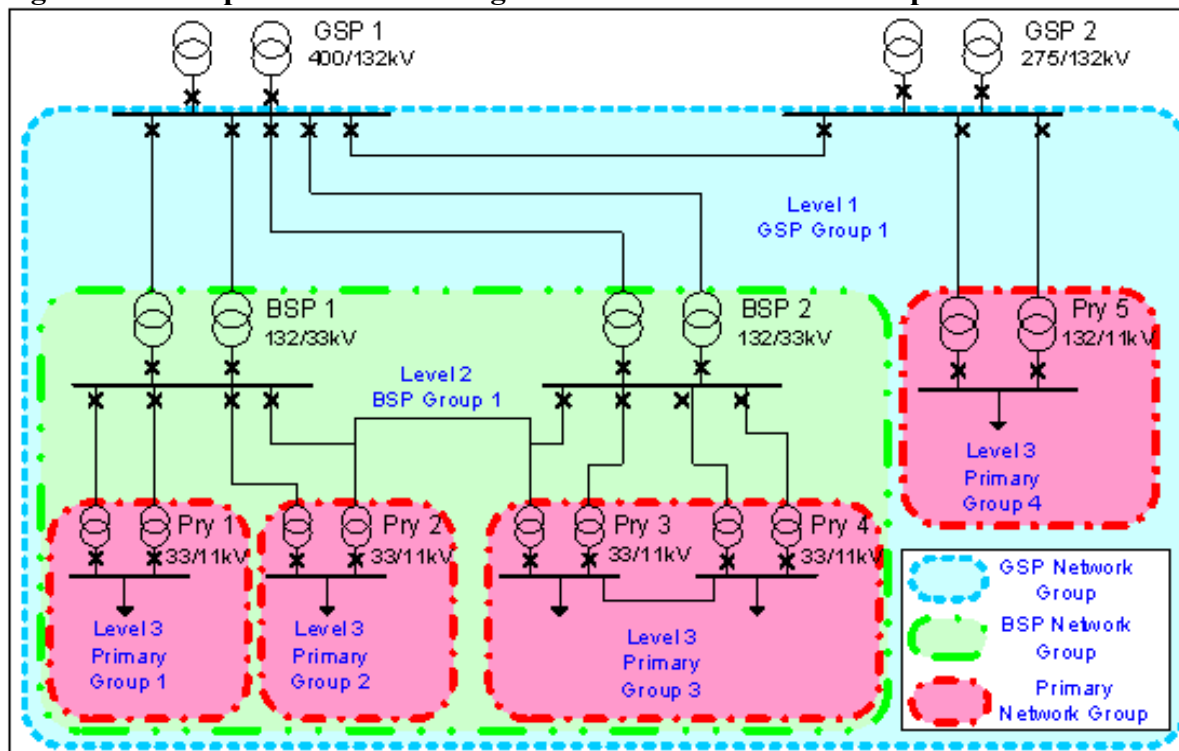 GSP 1
400/132kV
GSP 2
275/132kV
Level 1
GSP Group 1
BSP 1
132/33kV
BSP 2
132/33kV
Pry 5
132/11kV
Level 2
BSP Group 1
Level 3
Primary
Group 4
Pry 1
33/11kV
Pry 2
33/11kV
Pry 3
33/11kV
Pry 4
33/11kV
Level 3
Primary
Group 1
Level 3
Primary
Group 2
Level 3
Primary
Group 3
GSP Network
Group
BSP Network
Group
Primary
Network Group